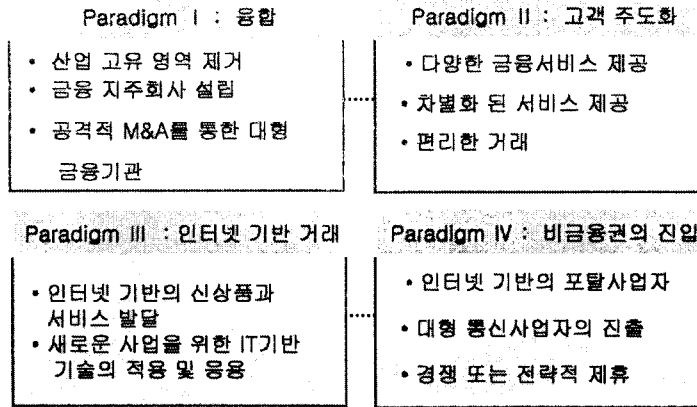 Paradigm I : 융합
• 산업 고유 영역 제거
• 금융 지주회사 설립
• 공격적 M&A를 통한 대형
금융기관
Paradigm II : 고객 주도화
• 다양한 금융서비스 제공
• 차별화 된 서비스 제공
• 편리한 거래
Paradigm III : 인터넷 기반 거래
• 인터넷 기반의 신상품과
서비스 발달
• 새로운 사업을 위한 IT기반
기술의 적용 및 응용
Paradigm IV : 비금융권의 진입
• 인터넷 기반의 포탈사업자
• 대형 통신사업자의 진출
• 경쟁 또는 전략적 제휴